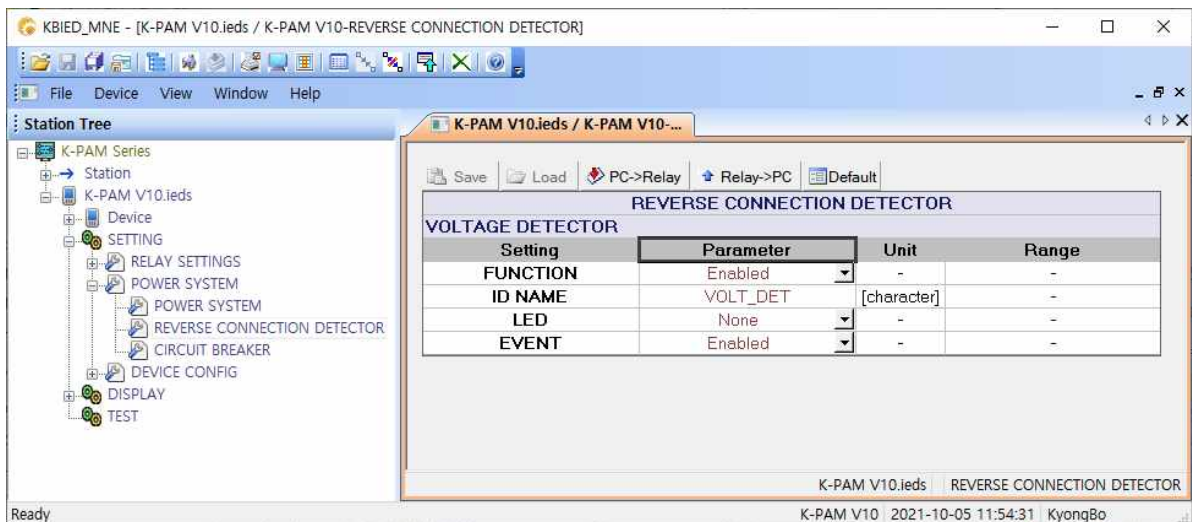 KBIED_MNE - [K-PAM V10.ieds / K-PAM V10-REVERSE CONNECTION DETECTOR]
File Device View Window Help
Station Tree
K-PAM Series
Station
K-PAM V10.ieds
Device
SETTING
RELAY SETTINGS
POWER SYSTEM
POWER SYSTEM
REVERSE CONNECTION DETECTOR
CIRCUIT BREAKER
DEVICE CONFIG
DISPLAY
TEST
K-PAM V10.ieds / K-PAM V10-...
Save Load PC->Relay Relay->PC Default
REVERSE CONNECTION DETECTOR
VOLTAGE DETECTOR
Setting Parameter Unit Range
FUNCTION Enabled - -
ID NAME VOLT_DET [character] -
LED None - -
EVENT Enabled - -
K-PAM V10.ieds REVERSE CONNECTION DETECTOR
Ready K-PAM V10 2021-10-05 11:54:31 KyongBo